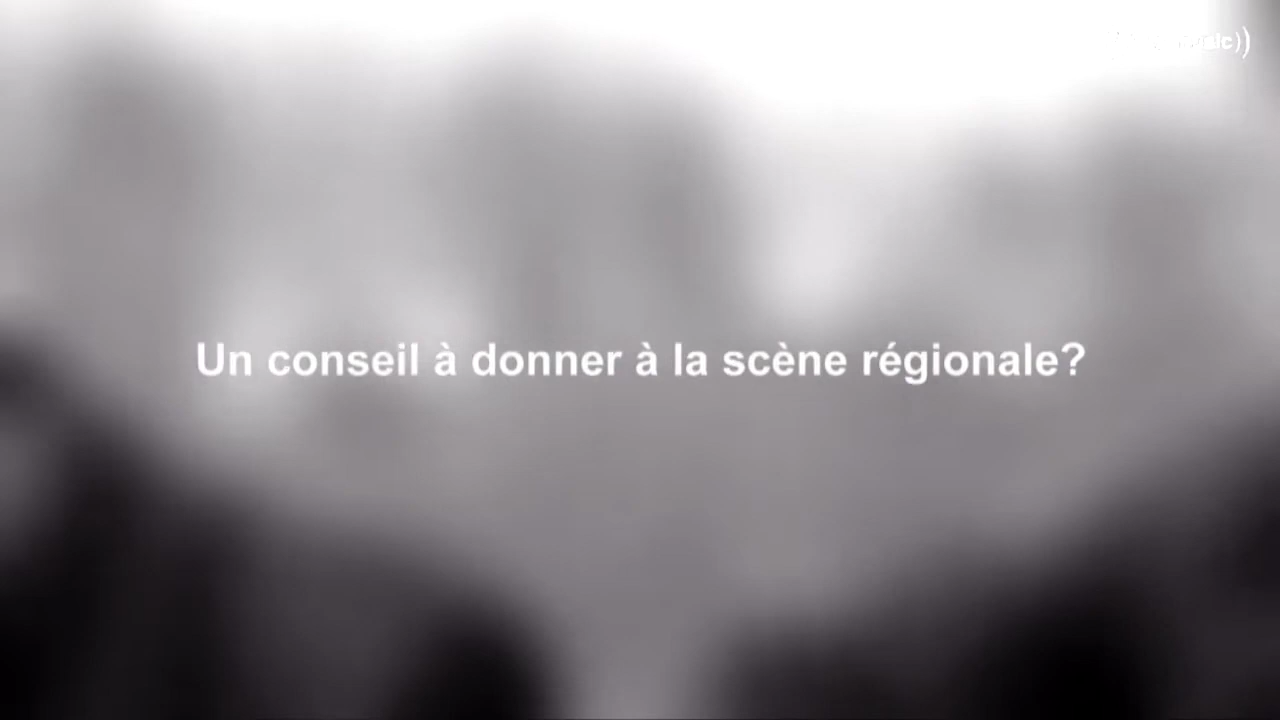 Un conseil à donner à la scène régionale?